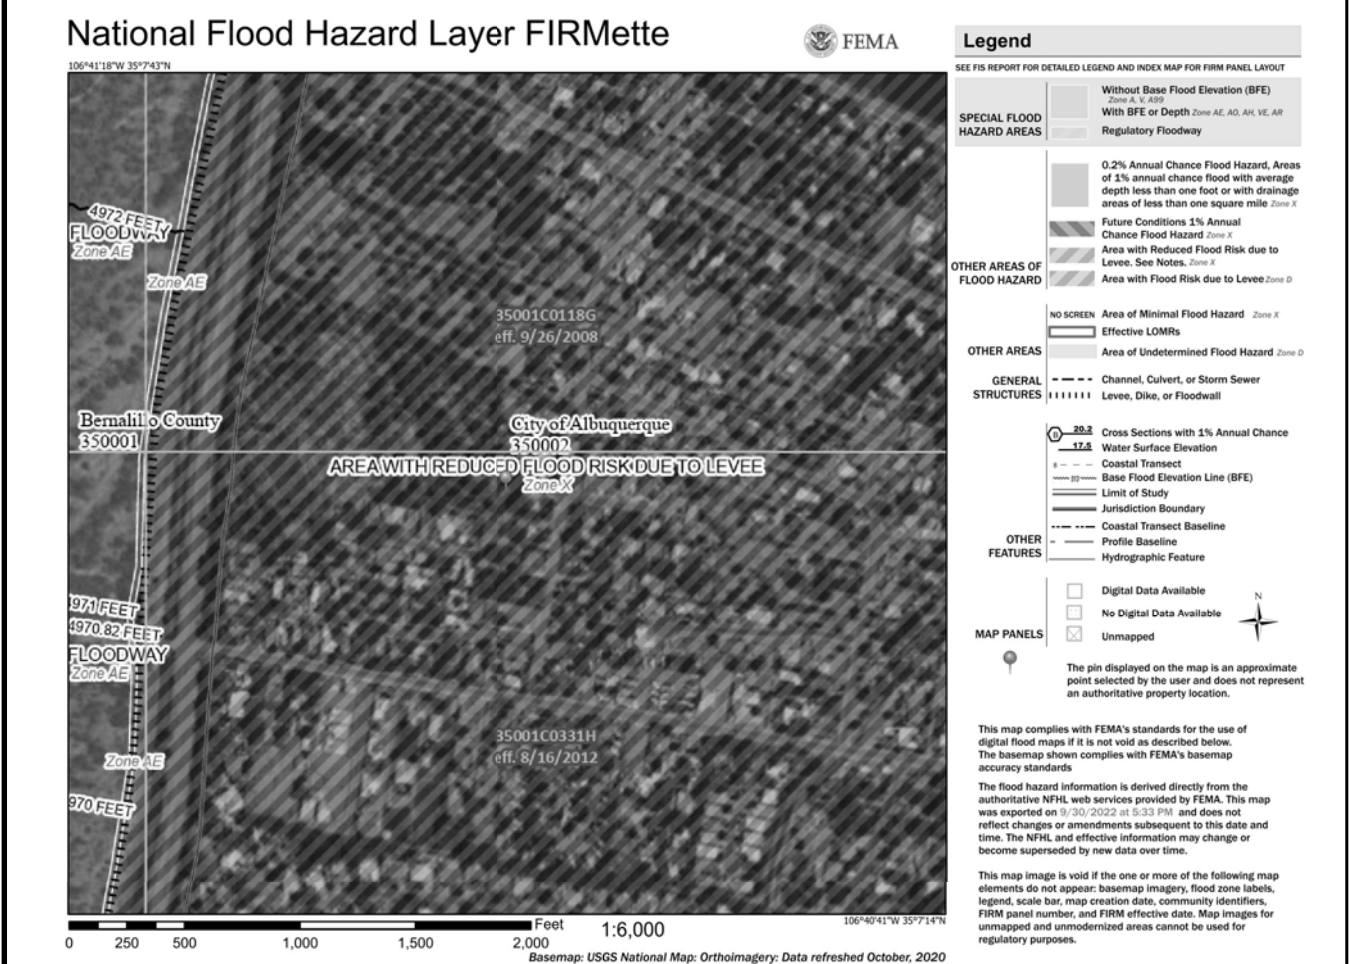 National Flood Hazard Layer FIRMette
FEMA
106°41'18"W 35°7'43"N
4972 FEET
FLOODWAY
Zone AE
Zone AE
35001C0118G
eff. 9/26/2008
Bernalillo County
350001
City of Albuquerque
350002
AREA WITH REDUCED FLOOD RISK DUE TO LEVEE
Zone X
971 FEET
4970.82 FEET
FLOODWAY
Zone AE
35001C0331H
eff. 8/16/2012
Zone AE
970 FEET
Feet
1:6,000
106°40'41"W 35°7'14"N
0 250 500 1,000 1,500 2,000
Basemap: USGS National Map: Orthoimagery: Data refreshed October, 2020
Legend
SEE FIS REPORT FOR DETAILED LEGEND AND INDEX MAP FOR FIRM PANEL LAYOUT
SPECIAL FLOOD
HAZARD AREAS
Without Base Flood Elevation (BFE)
Zone A, V, A99
With BFE or Depth Zone AE, AO, AH, VE, AR
Regulatory Floodway
0.2% Annual Chance Flood Hazard, Areas
of 1% annual chance flood with average
depth less than one foot or with drainage
areas of less than one square mile Zone X
Future Conditions 1% Annual
Chance Flood Hazard Zone X
Area with Reduced Flood Risk due to
Levee. See Notes. Zone X
Area with Flood Risk due to Levee Zone D
OTHER AREAS OF
FLOOD HAZARD
NO SCREEN Area of Minimal Flood Hazard Zone X
Effective LOMRs
OTHER AREAS
Area of Undetermined Flood Hazard Zone D
GENERAL
STRUCTURES
Channel, Culvert, or Storm Sewer
Levee, Dike, or Floodwall
B 20.2 Cross Sections with 1% Annual Chance
17.5 Water Surface Elevation
Coastal Transect
Base Flood Elevation Line (BFE)
Limit of Study
Jurisdiction Boundary
Coastal Transect Baseline
OTHER
FEATURES
Profile Baseline
Hydrographic Feature
Digital Data Available
No Digital Data Available
Unmapped
MAP PANELS
N
The pin displayed on the map is an approximate
point selected by the user and does not represent
an authoritative property location.
This map complies with FEMA's standards for the use of
digital flood maps if it is not void as described below.
The basemap shown complies with FEMA's basemap
accuracy standards
The flood hazard information is derived directly from the
authoritative NFHL web services provided by FEMA. This map
was exported on 9/30/2022 at 5:33 PM and does not
reflect changes or amendments subsequent to this date and
time. The NFHL and effective information may change or
become superseded by new data over time.
This map image is void if the one or more of the following map
elements do not appear: basemap imagery, flood zone labels,
legend, scale bar, map creation date, community identifiers,
FIRM panel number, and FIRM effective date. Map images for
unmapped and unmodernized areas cannot be used for
regulatory purposes.